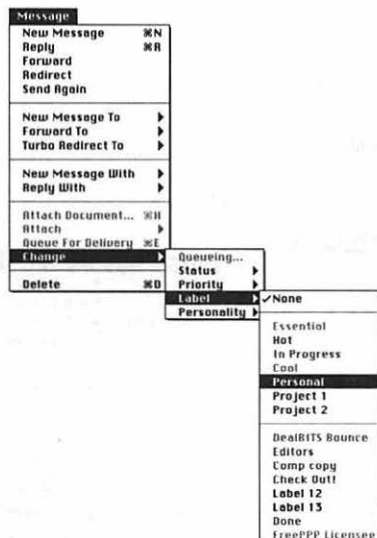 Message
New Message ⌘N
Reply ⌘R
Forward
Redirect
Send Again
New Message To
Forward To
Turbo Redirect To
New Message With
Reply With
Attach Document... ⌘H
Attach
Queue For Delivery ⌘E
Change
Delete ⌘D
Queueing...
Status
Priority
Label
Personality
✓None
Essential
Hot
In Progress
Cool
Personal
Project 1
Project 2
DealBITS Bounce
Editors
Comp copy
Check Out!
Label 12
Label 13
Done
FreePPP Licensee